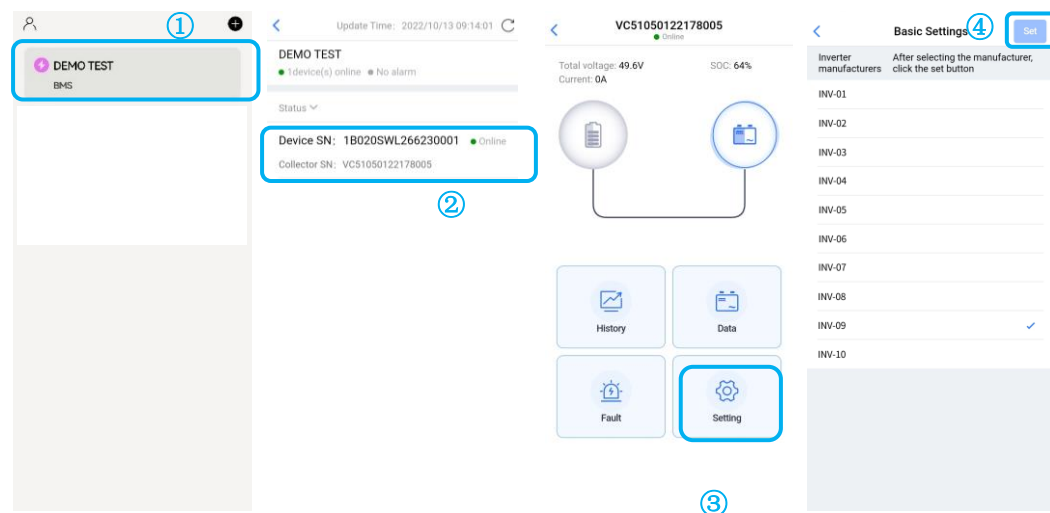 ①
DEMO TEST
BMS
Update Time: 2022/10/13 09:14:01
DEMO TEST
1device(s) online No alarm
Status
Device SN: 1B020SWL266230001 Online
Collector SN: VC51050122178005
②
VC51050122178005
Online
Total voltage: 49.6V SOC: 64%
Current: 0A
History Data
Fault Setting
③
Basic Settings ④ Set
Inverter manufacturers
After selecting the manufacturer,
click the set button
INV-01
INV-02
INV-03
INV-04
INV-05
INV-06
INV-07
INV-08
INV-09
INV-10